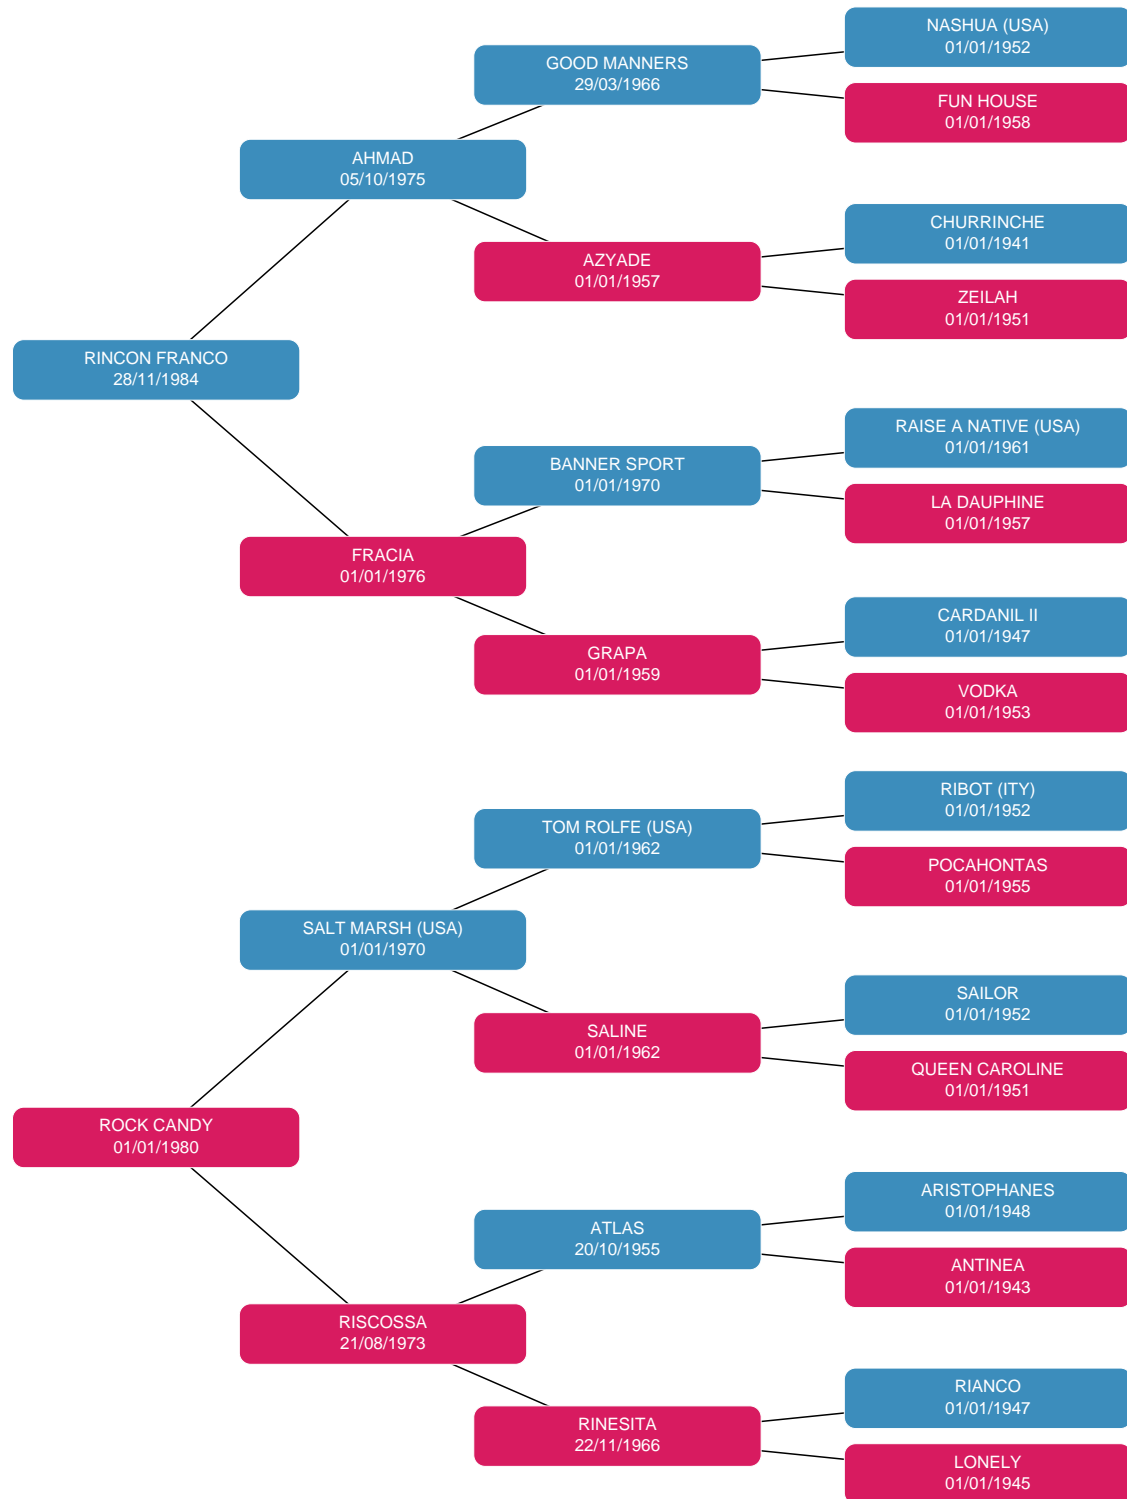 NASHUA (USA)
01/01/1952
GOOD MANNERS
29/03/1966
FUN HOUSE
01/01/1958
AHMAD
05/10/1975
CHURRINCHE
01/01/1941
AZYADE
01/01/1957
ZEILAH
01/01/1951
RINCON FRANCO
28/11/1984
RAISE A NATIVE (USA)
01/01/1961
BANNER SPORT
01/01/1970
LA DAUPHINE
01/01/1957
FRACIA
01/01/1976
CARDANIL II
01/01/1947
GRAPA
01/01/1959
VODKA
01/01/1953
RIBOT (ITY)
01/01/1952
TOM ROLFE (USA)
01/01/1962
POCAHONTAS
01/01/1955
SALT MARSH (USA)
01/01/1970
SAILOR
01/01/1952
SALINE
01/01/1962
QUEEN CAROLINE
01/01/1951
ROCK CANDY
01/01/1980
ARISTOPHANES
01/01/1948
ATLAS
20/10/1955
ANTINEA
01/01/1943
RISCOSSA
21/08/1973
RIANCO
01/01/1947
RINESITA
22/11/1966
LONELY
01/01/1945